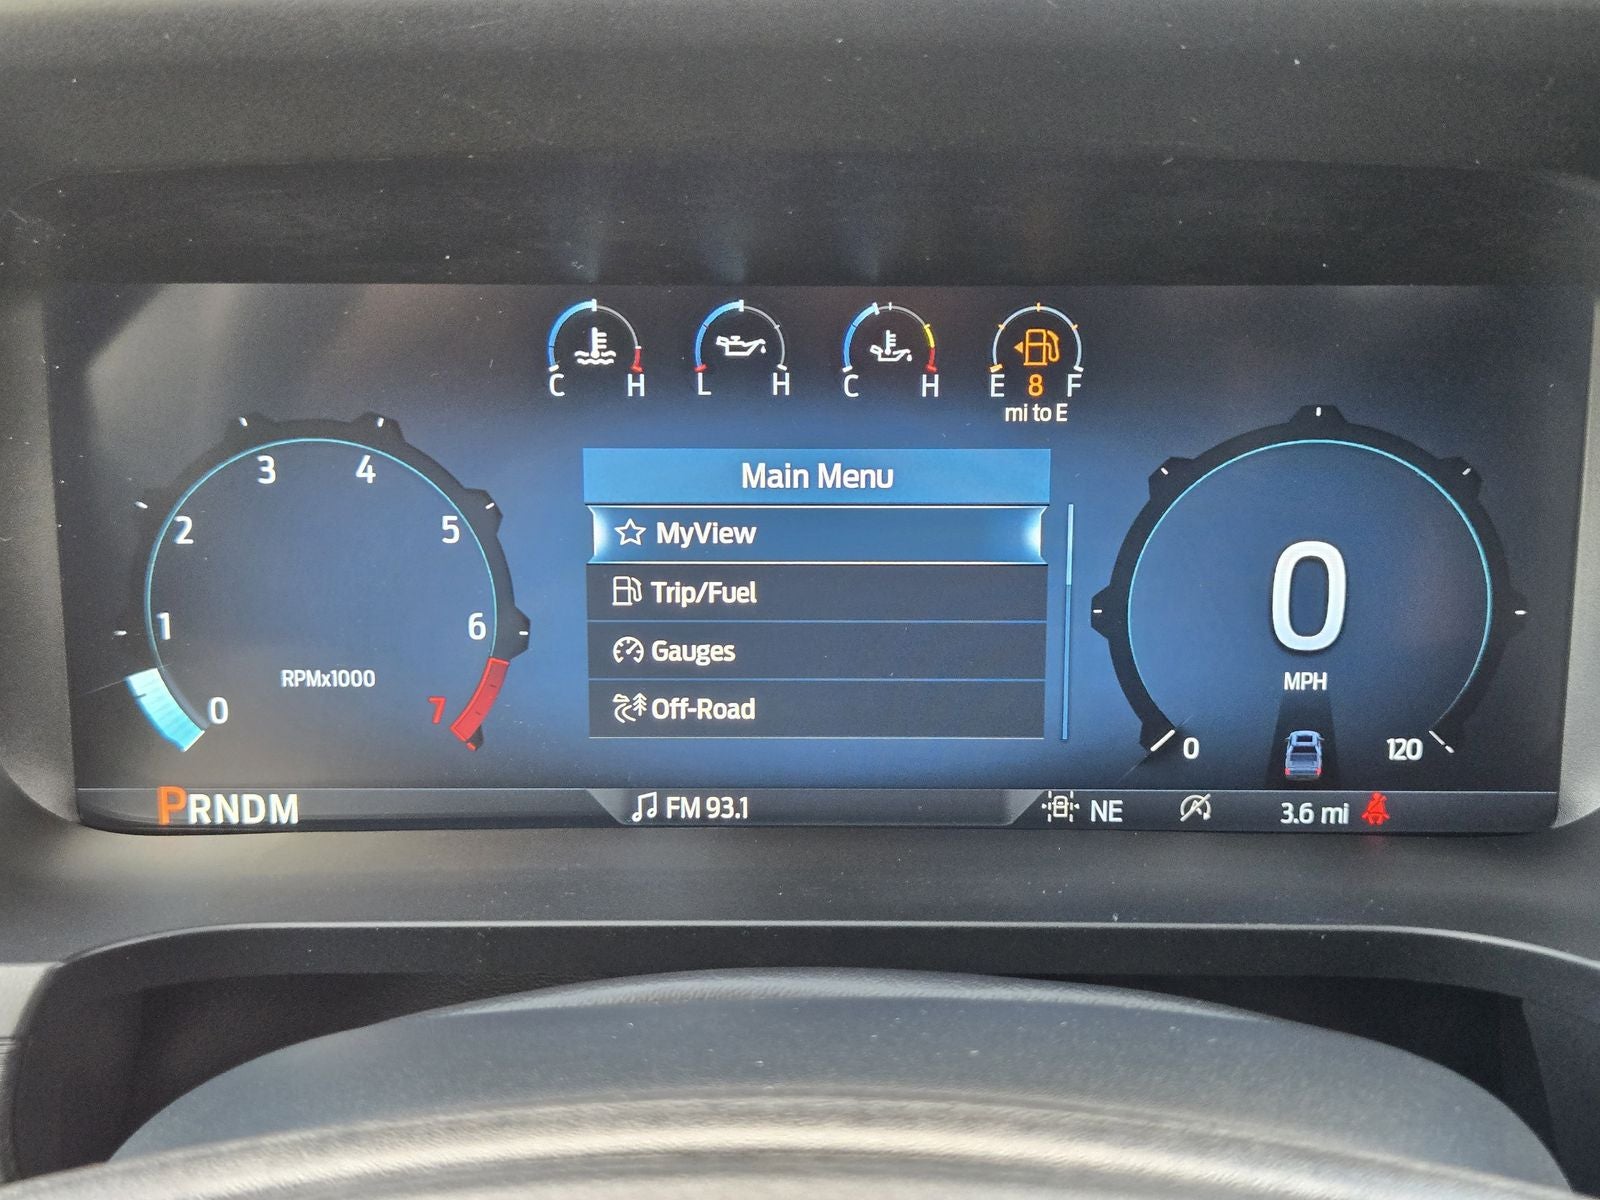 C H L H C H E 8 F
mi to E
3 4
2 5
1 6
RPMx1000
0 7
Main Menu
MyView
Trip/Fuel
Gauges
Off-Road
0
MPH
0 120
PRNDM
FM 93.1
NE
3.6 mi